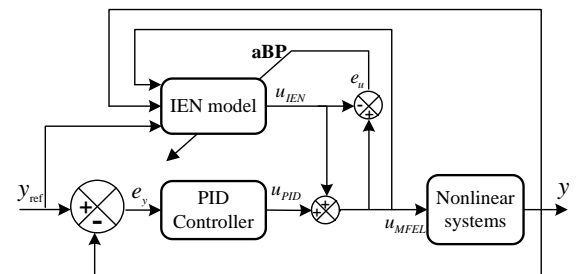 aBP
e_u
IEN model
u_IEN
-
+
y_ref
+
-
e_y
PID
Controller
u_PID
+
+
u_MFEL
Nonlinear
systems
y